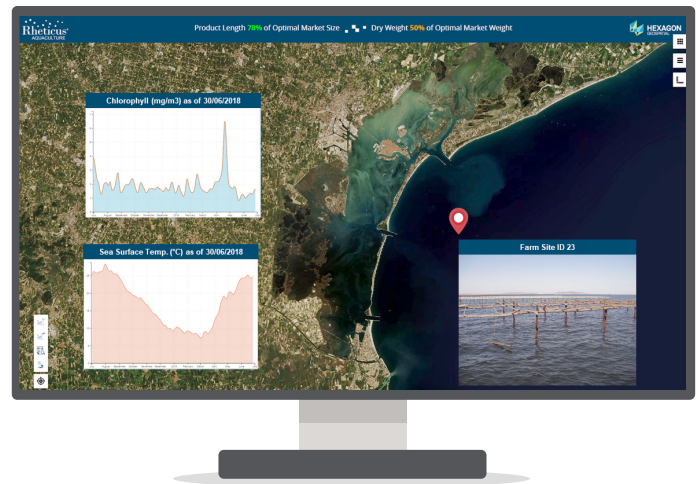 Rheticus
AQUACULTURE
Product Length 78% of Optimal Market Size
Dry Weight 50% of Optimal Market Weight
HEXAGON
GEOSPATIAL
Chlorophyll (mg/m3) as of 30/06/2018
Sea Surface Temp. (°C) as of 30/06/2018
Farm Site ID 23